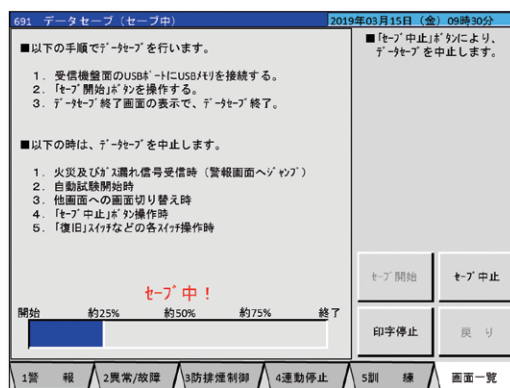 691 データセーブ(セーブ中)
2019年03月15日(金) 09時30分
■以下の手順でデータセーブを行います。
1. 受信機盤面のUSBポートにUSBメモリを接続する。
2. 「セーブ開始」ボタンを操作する。
3. データセーブ終了画面の表示で、データセーブ終了。
■以下の時は、データセーブを中止します。
1. 火災及びガス漏れ信号受信時(警報画面へジャンプ)
2. 自動試験開始時
3. 他画面への画面切り替え時
4. 「セーブ中止」ボタン操作時
5. 「復旧」スイッチなどの各スイッチ操作時
セーブ中!
開始 約25% 約50% 約75% 終了
■「セーブ中止」ボタンにより、
データセーブを中止します。
セーブ開始
セーブ中止
印字停止
戻り
1警 報
2異常/故障
3防排煙制御
4連動停止
5訓 練
画面一覧